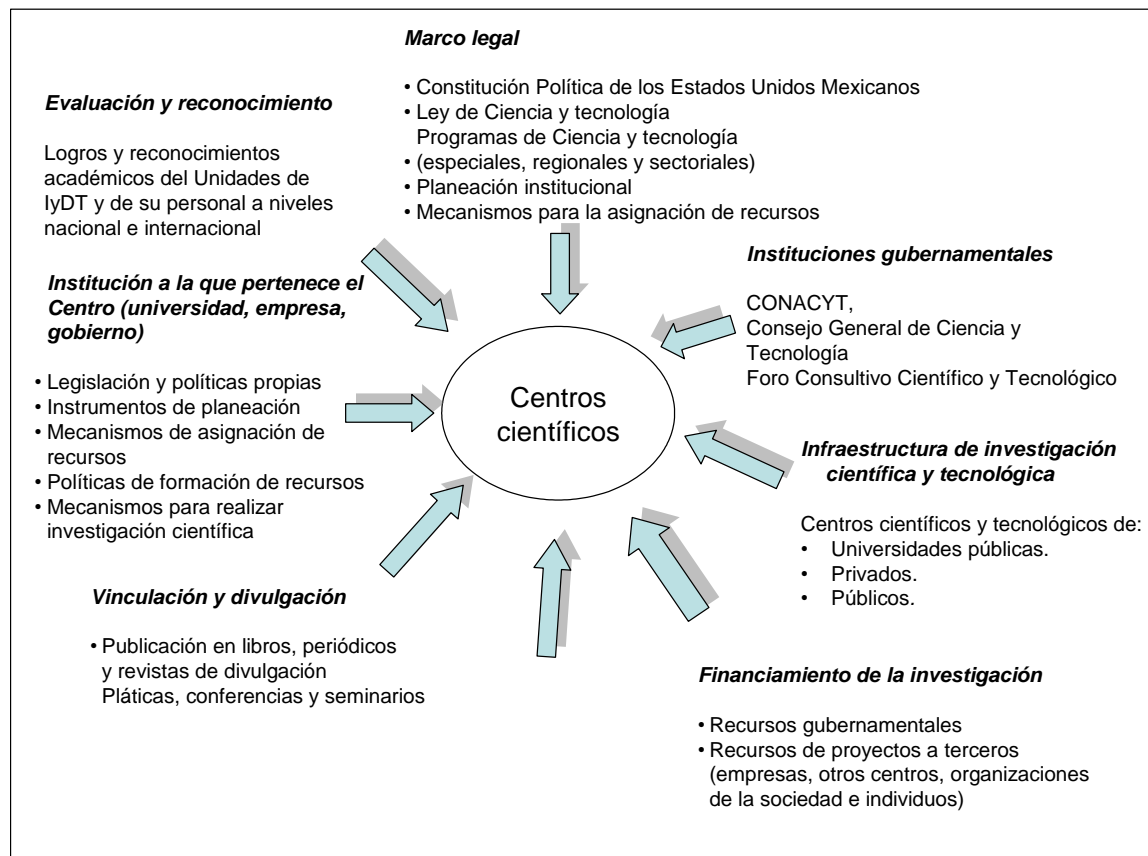 Marco legal
• Constitución Política de los Estados Unidos Mexicanos
• Ley de Ciencia y tecnología
Programas de Ciencia y tecnología
• (especiales, regionales y sectoriales)
• Planeación institucional
• Mecanismos para la asignación de recursos
Evaluación y reconocimiento
Logros y reconocimientos
académicos del Unidades de
IyDT y de su personal a niveles
nacional e internacional
Instituciones gubernamentales
CONACYT,
Consejo General de Ciencia y
Tecnología
Foro Consultivo Científico y Tecnológico
Institución a la que pertenece el
Centro (universidad, empresa,
gobierno)
• Legislación y políticas propias
• Instrumentos de planeación
• Mecanismos de asignación de
recursos
• Políticas de formación de recursos
• Mecanismos para realizar
investigación científica
Centros
científicos
Infraestructura de investigación
científica y tecnológica
Centros científicos y tecnológicos de:
• Universidades públicas.
• Privados.
• Públicos.
Vinculación y divulgación
• Publicación en libros, periódicos
y revistas de divulgación
Pláticas, conferencias y seminarios
Financiamiento de la investigación
• Recursos gubernamentales
• Recursos de proyectos a terceros
(empresas, otros centros, organizaciones
de la sociedad e individuos)